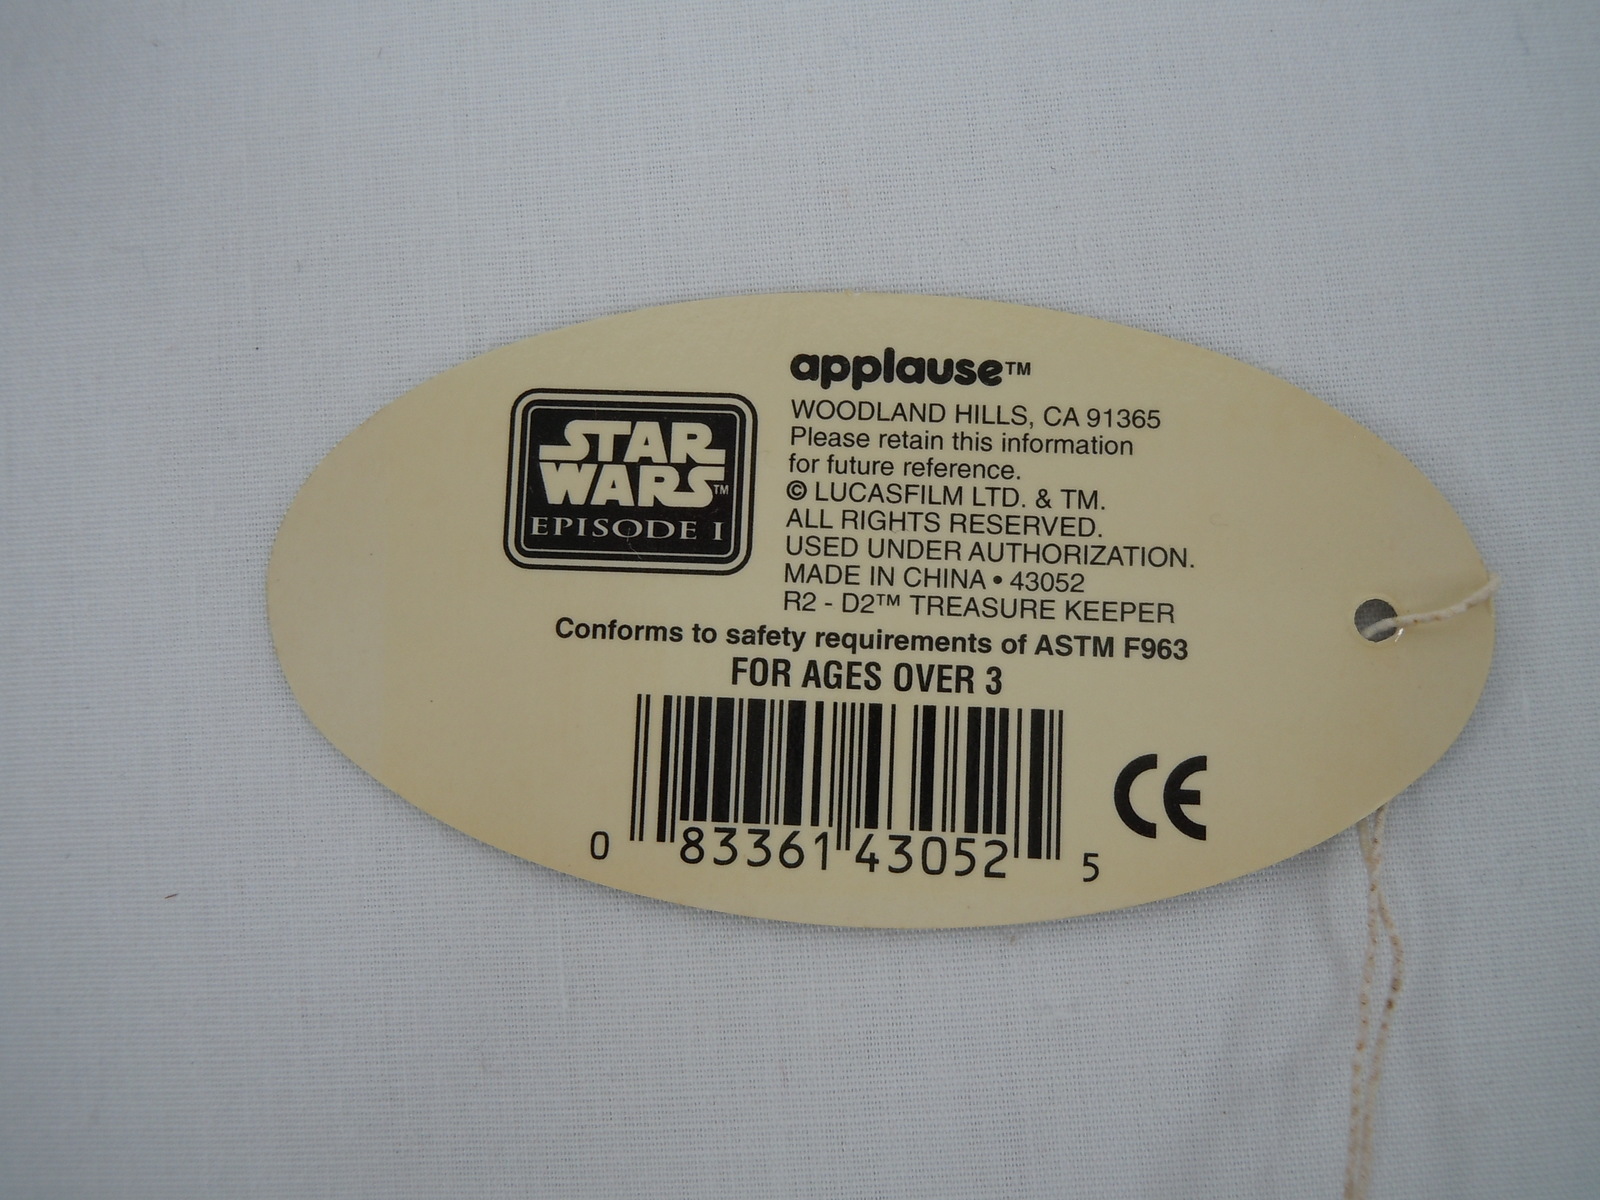 STAR
WARS™
EPISODE I
applause™
WOODLAND HILLS, CA 91365
Please retain this information
for future reference.
© LUCASFILM LTD. & TM.
ALL RIGHTS RESERVED.
USED UNDER AUTHORIZATION.
MADE IN CHINA • 43052
R2 - D2™ TREASURE KEEPER
Conforms to safety requirements of ASTM F963
FOR AGES OVER 3
0 83361 43052 5
CE